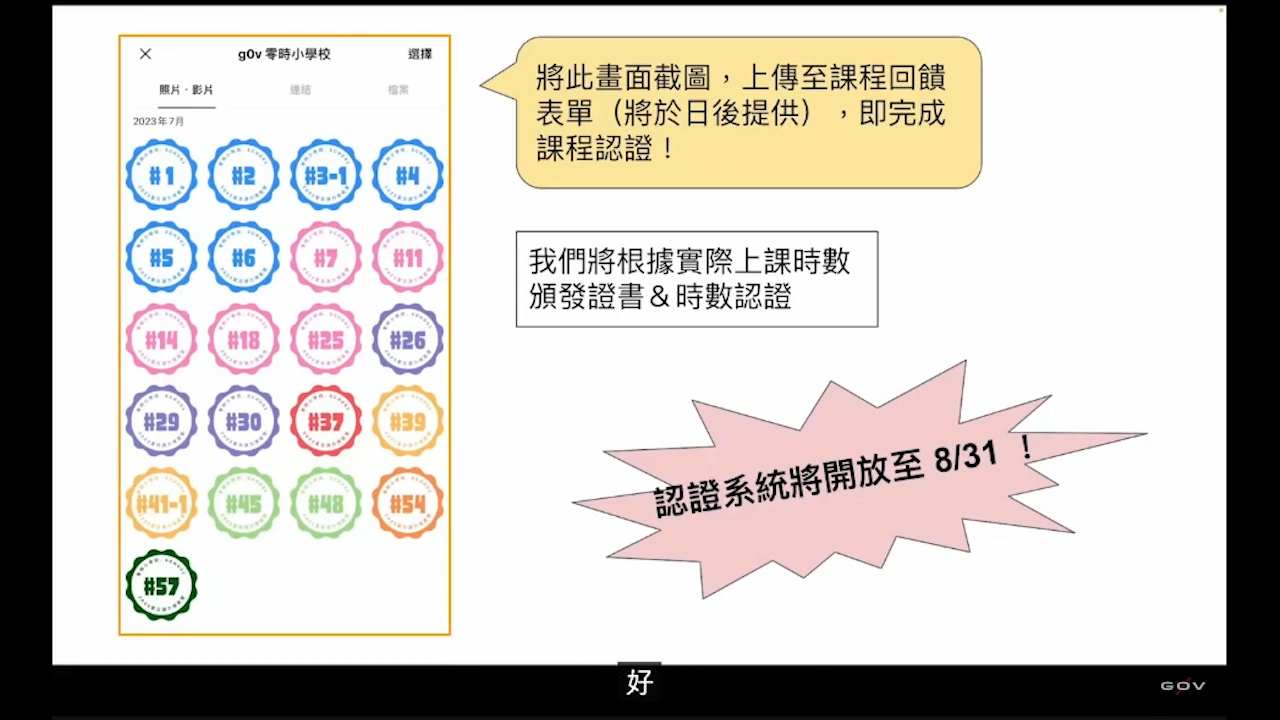 g0v 零時小學校
選擇
照片・影片
連結
檔案
2023年7月
#1
#2
#3-1
#4
#5
#6
#7
#11
#14
#18
#25
#26
#29
#30
#37
#39
#41-1
#45
#48
#54
#57
將此畫面截圖，上傳至課程回饋
表單（將於日後提供），即完成
課程認證！
我們將根據實際上課時數
頒發證書＆時數認證
認證系統將開放至 8/31 ！
好
G0V